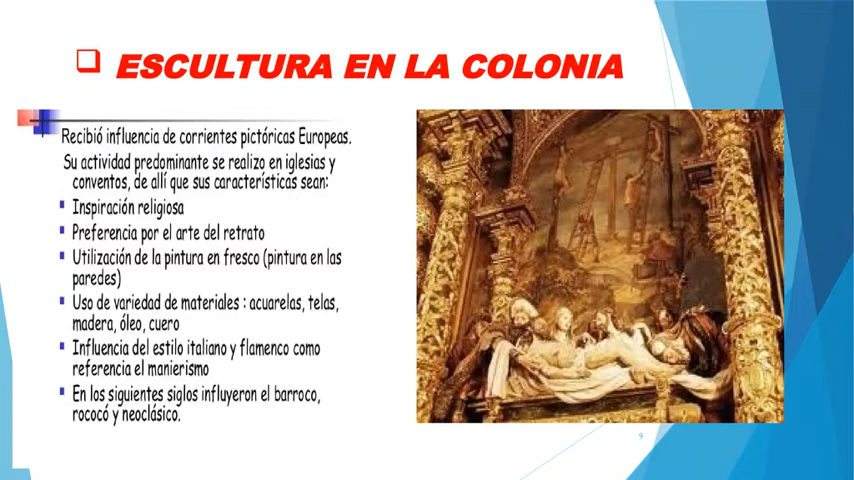 ESCULTURA EN LA COLONIA
Recibió influencia de corrientes pictóricas Europeas.
Su actividad predominante se realizo en iglesias y
conventos, de allí que sus características sean:
Inspiración religiosa
Preferencia por el arte del retrato
Utilización de la pintura en fresco (pintura en las
paredes)
Uso de variedad de materiales : acuarelas, telas,
madera, óleo, cuero
Influencia del estilo italiano y flamenco como
referencia el manierismo
En los siguientes siglos influyeron el barroco,
rococó y neoclásico.
9